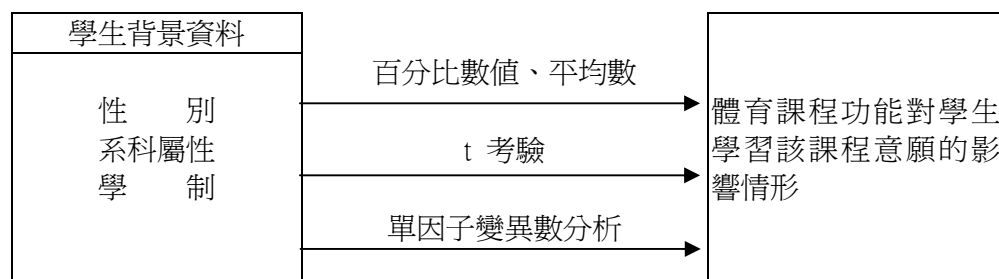 學生背景資料
性　　別
系科屬性
學　　制
百分比數值、平均數
t 考驗
單因子變異數分析
體育課程功能對學生
學習該課程意願的影
響情形